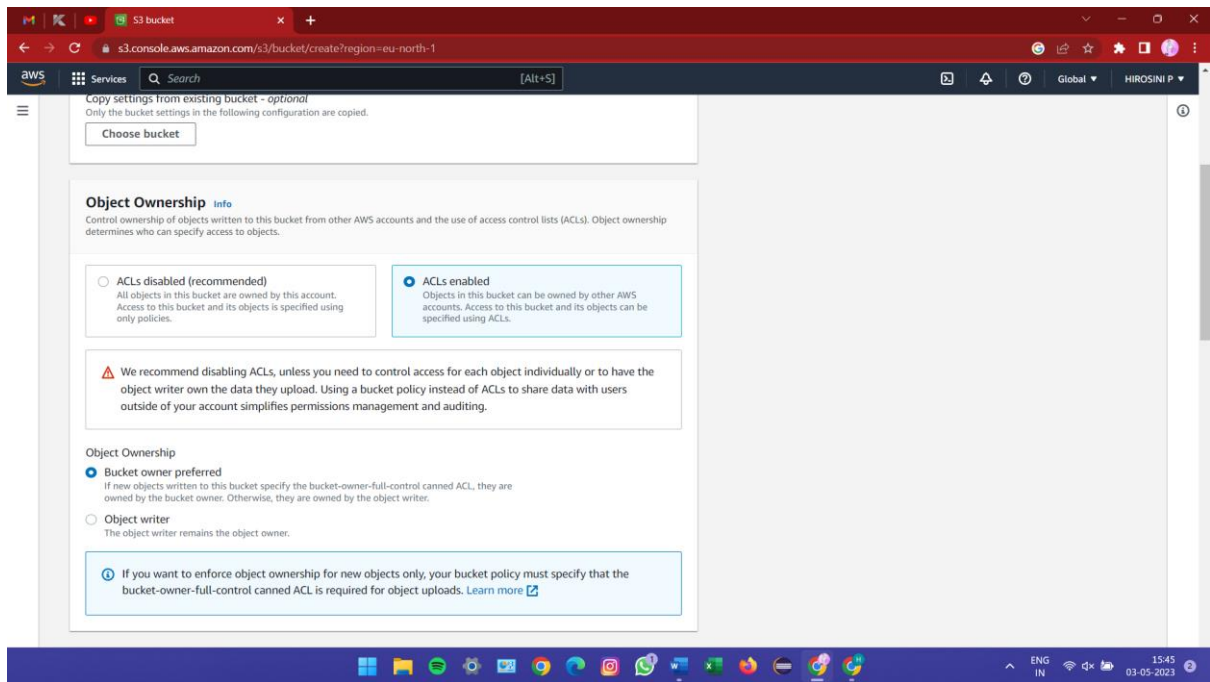 S3 bucket
s3.console.aws.amazon.com/s3/bucket/create?region=eu-north-1
aws
Services
Search
[Alt+S]
Global
HIROSINI P
Copy settings from existing bucket - optional
Only the bucket settings in the following configuration are copied.
Choose bucket
Object Ownership Info
Control ownership of objects written to this bucket from other AWS accounts and the use of access control lists (ACLs). Object ownership
determines who can specify access to objects.
ACLs disabled (recommended)
All objects in this bucket are owned by this account.
Access to this bucket and its objects is specified using
only policies.
ACLs enabled
Objects in this bucket can be owned by other AWS
accounts. Access to this bucket and its objects can be
specified using ACLs.
We recommend disabling ACLs, unless you need to control access for each object individually or to have the
object writer own the data they upload. Using a bucket policy instead of ACLs to share data with users
outside of your account simplifies permissions management and auditing.
Object Ownership
Bucket owner preferred
If new objects written to this bucket specify the bucket-owner-full-control canned ACL, they are
owned by the bucket owner. Otherwise, they are owned by the object writer.
Object writer
The object writer remains the object owner.
If you want to enforce object ownership for new objects only, your bucket policy must specify that the
bucket-owner-full-control canned ACL is required for object uploads. Learn more
ENG
IN
15:45
03-05-2023
2